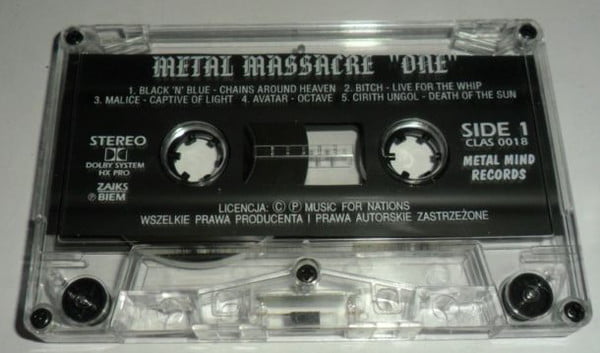 METAL MASSACRE "ONE"
1. BLACK 'N' BLUE - CHAINS AROUND HEAVEN 2. BITCH - LIVE FOR THE WHIP
3. MALICE - CAPTIVE OF LIGHT 4. AVATAR - OCTAVE 5. CIRITH UNGOL - DEATH OF THE SUN
STEREO
DOLBY SYSTEM
HX PRO
ZAIKS
Ⓟ BIEM
SIDE 1
CLAS 0018
METAL MIND
RECORDS
LICENCJA: © Ⓟ MUSIC FOR NATIONS
WSZELKIE PRAWA PRODUCENTA I PRAWA AUTORSKIE ZASTRZEŻONE